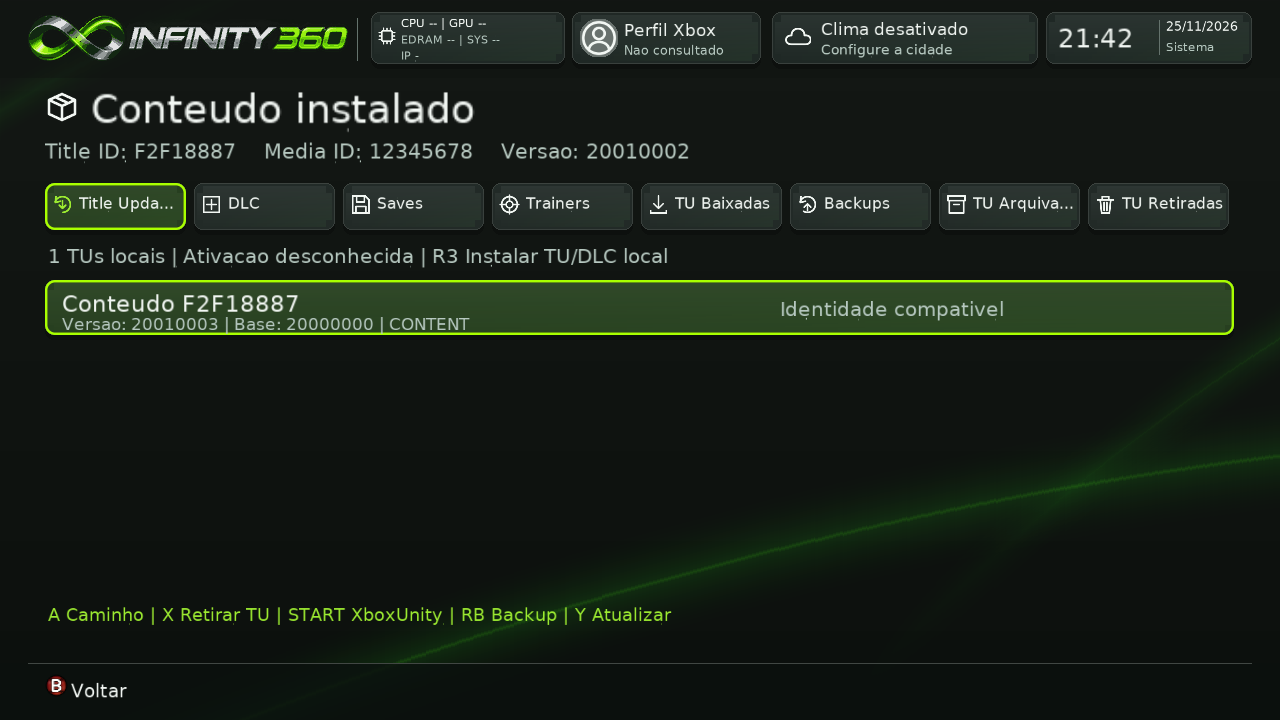 INFINITY 360
CPU -- | GPU --
EDRAM -- | SYS --
IP -
Perfil Xbox
Nao consultado
Clima desativado
Configure a cidade
21:42
25/11/2026
Sistema
Conteudo instalado
Title ID: F2F18887 Media ID: 12345678 Versao: 20010002
Title Upda...
DLC
Saves
Trainers
TU Baixadas
Backups
TU Arquiva...
TU Retiradas
1 TUs locais | Ativacao desconhecida | R3 Instalar TU/DLC local
Conteudo F2F18887
Versao: 20010003 | Base: 20000000 | CONTENT
Identidade compativel
A Caminho | X Retirar TU | START XboxUnity | RB Backup | Y Atualizar
B Voltar